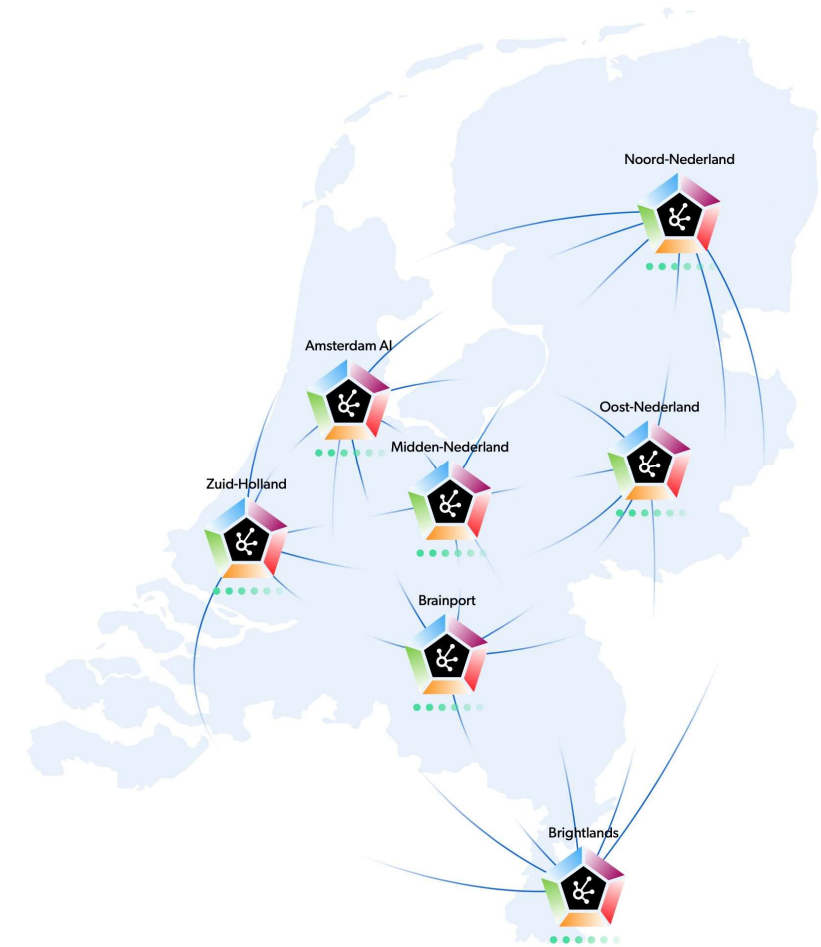 Noord-Nederland
Amsterdam AI
Oost-Nederland
Midden-Nederland
Zuid-Holland
Brainport
Brightlands